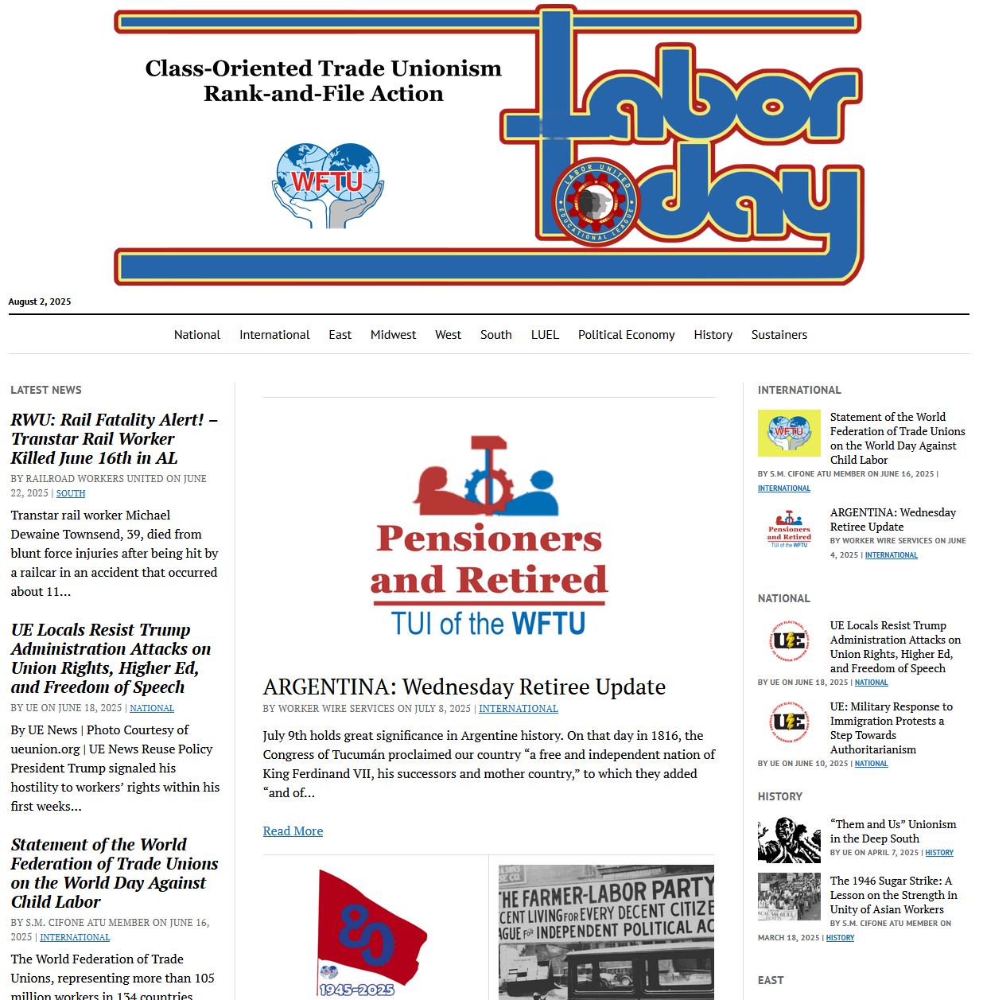 Class-Oriented Trade Unionism
Rank-and-File Action
Labor
Today
WFTU
LABOR UNITED
EDUCATIONAL LEAGUE
August 2, 2025
National International East Midwest West South LUEL Political Economy History Sustainers
LATEST NEWS
RWU: Rail Fatality Alert! –
Transtar Rail Worker
Killed June 16th in AL
BY RAILROAD WORKERS UNITED ON JUNE
22, 2025 | SOUTH
Transtar rail worker Michael
Dewaine Townsend, 39, died from
blunt force injuries after being hit by
a railcar in an accident that occurred
about 11…
UE Locals Resist Trump
Administration Attacks on
Union Rights, Higher Ed,
and Freedom of Speech
BY UE ON JUNE 18, 2025 | NATIONAL
By UE News | Photo Courtesy of
ueunion.org | UE News Reuse Policy
President Trump signaled his
hostility to workers’ rights within his
first weeks…
Statement of the World
Federation of Trade Unions
on the World Day Against
Child Labor
BY S.M. CIFONE ATU MEMBER ON JUNE 16,
2025 | INTERNATIONAL
The World Federation of Trade
Unions, representing more than 105
million workers in 134 countries
Pensioners
and Retired
TUI of the WFTU
ARGENTINA: Wednesday Retiree Update
BY WORKER WIRE SERVICES ON JULY 8, 2025 | INTERNATIONAL
July 9th holds great significance in Argentine history. On that day in 1816, the
Congress of Tucumán proclaimed our country “a free and independent nation of
King Ferdinand VII, his successors and mother country,” to which they added
“and of…
Read More
80
1945-2025
THE FARMER-LABOR PARTY
CENT LIVING FOR EVERY DECENT CITIZE
AGUE FOR INDEPENDENT POLITICAL AC
INTERNATIONAL
WFTU
Statement of the World
Federation of Trade Unions
on the World Day Against
Child Labor
BY S.M. CIFONE ATU MEMBER ON JUNE 16, 2025 |
INTERNATIONAL
Pensioners
and Retired
TUI of the WFTU
ARGENTINA: Wednesday
Retiree Update
BY WORKER WIRE SERVICES ON JUNE
4, 2025 | INTERNATIONAL
NATIONAL
UE
UE Locals Resist Trump
Administration Attacks on
Union Rights, Higher Ed,
and Freedom of Speech
BY UE ON JUNE 18, 2025 | NATIONAL
UE
UE: Military Response to
Immigration Protests a
Step Towards
Authoritarianism
BY UE ON JUNE 10, 2025 | NATIONAL
HISTORY
“Them and Us” Unionism
in the Deep South
BY UE ON APRIL 7, 2025 | HISTORY
The 1946 Sugar Strike: A
Lesson on the Strength in
Unity of Asian Workers
BY S.M. CIFONE ATU MEMBER ON
MARCH 18, 2025 | HISTORY
EAST